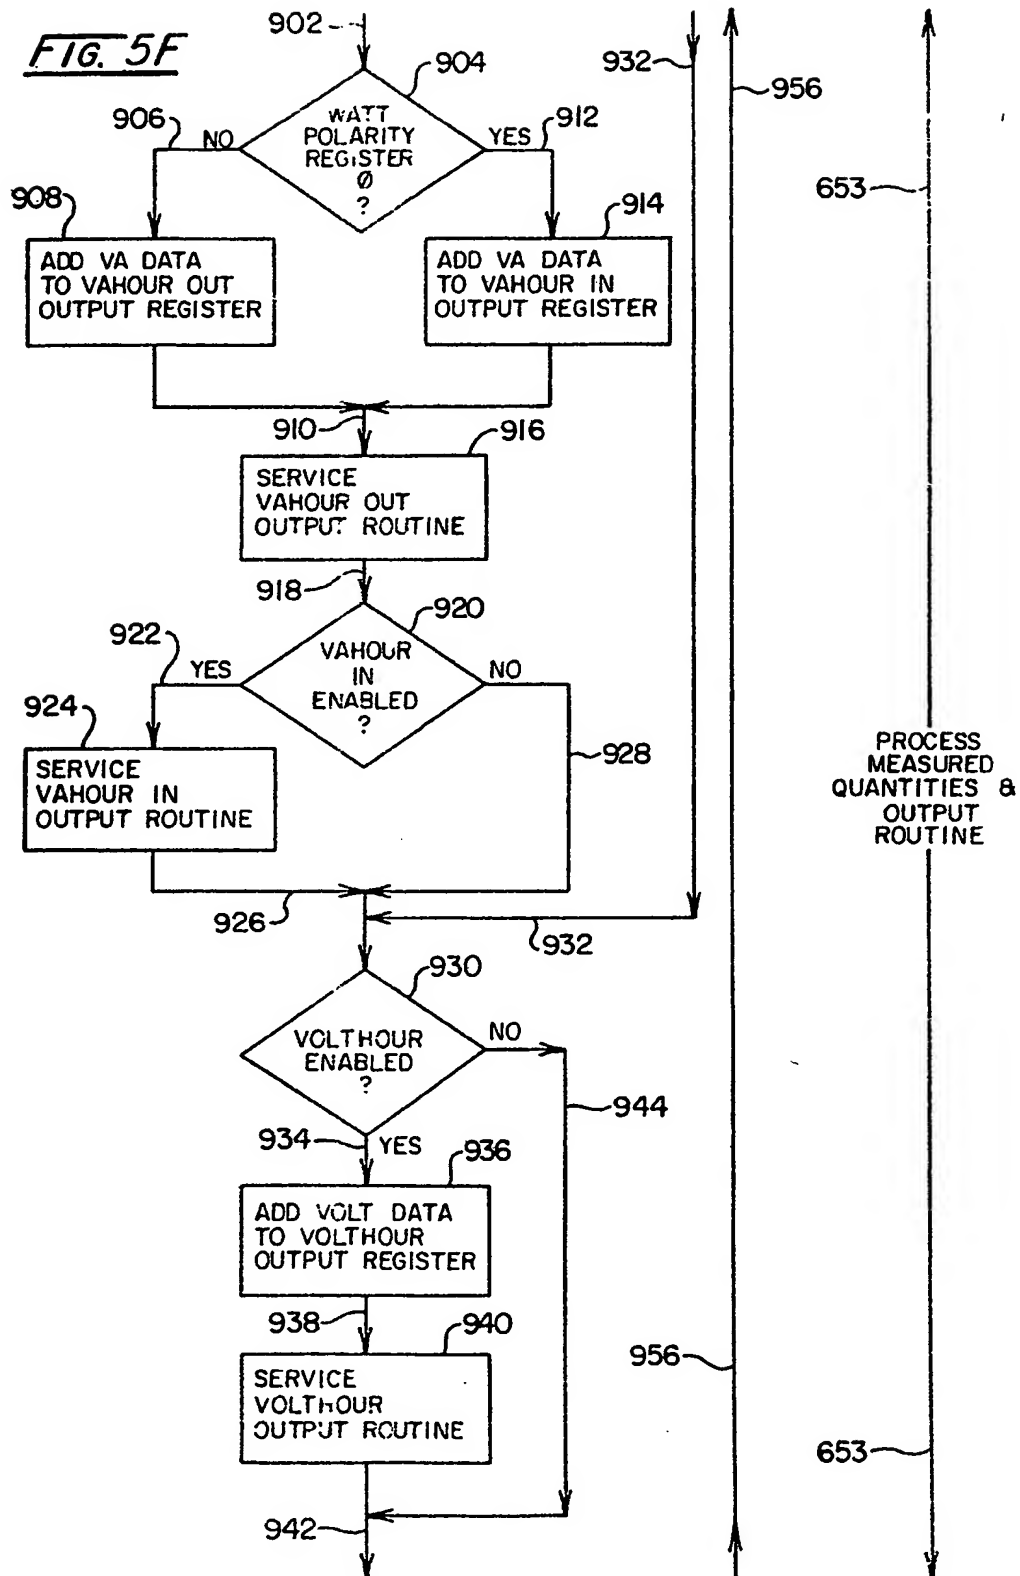 FIG. 5F
902
904
WATT
POLARITY
REGISTER
Ø
?
906
NO
YES
912
932
956
653
908
ADD VA DATA
TO VAHOUR OUT
OUTPUT REGISTER
914
ADD VA DATA
TO VAHOUR IN
OUTPUT REGISTER
910
916
SERVICE
VAHOUR OUT
OUTPUT ROUTINE
918
920
VAHOUR
IN
ENABLED
?
922
YES
NO
924
SERVICE
VAHOUR IN
OUTPUT ROUTINE
928
PROCESS
MEASURED
QUANTITIES &
OUTPUT
ROUTINE
926
932
930
VOLTHOUR
ENABLED
?
NO
944
934
YES
936
ADD VOLT DATA
TO VOLTHOUR
OUTPUT REGISTER
938
940
SERVICE
VOLTHOUR
OUTPUT ROUTINE
956
653
942